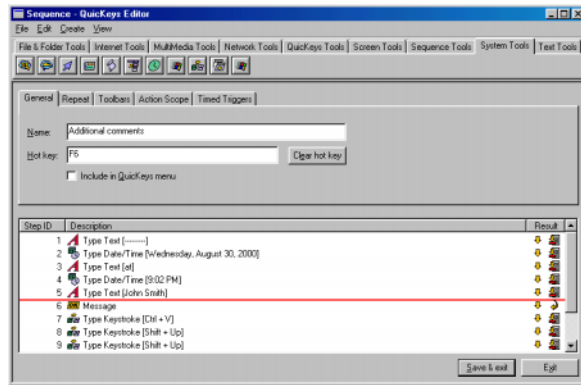 Sequence - QuicKeys Editor
File Edit Create View
File & Folder Tools Internet Tools MultiMedia Tools Network Tools QuicKeys Tools Screen Tools Sequence Tools System Tools Text Tools
General Repeat Toolbars Action Scope Timed Triggers
Name: Additional comments
Hot key: F6 Clear hot key
Include in QuicKeys menu
Step ID Description Result
1 Type Text [--------]
2 Type Date/Time [Wednesday, August 30, 2000]
3 Type Text [at]
4 Type Date/Time [9:02 PM]
5 Type Text [John Smith]
6 Message
7 Type Keystroke [Ctrl + V]
8 Type Keystroke [Shift + Up]
9 Type Keystroke [Shift + Up]
Save & exit Exit